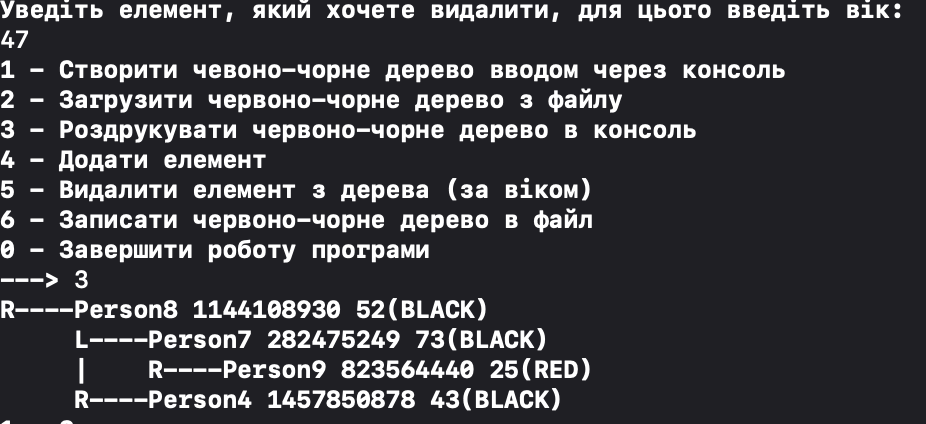 Уведіть елемент, який хочете видалити, для цього введіть вік:
47
1 – Створити чевоно–чорне дерево вводом через консоль
2 – Загрузити червоно–чорне дерево з файлу
3 – Роздрукувати червоно–чорне дерево в консоль
4 – Додати елемент
5 – Видалити елемент з дерева (за віком)
6 – Записати червоно–чорне дерево в файл
0 – Завершити роботу програми
–––> 3
R––––Person8 1144108930 52(BLACK)
L––––Person7 282475249 73(BLACK)
|    R––––Person9 823564440 25(RED)
R––––Person4 1457850878 43(BLACK)